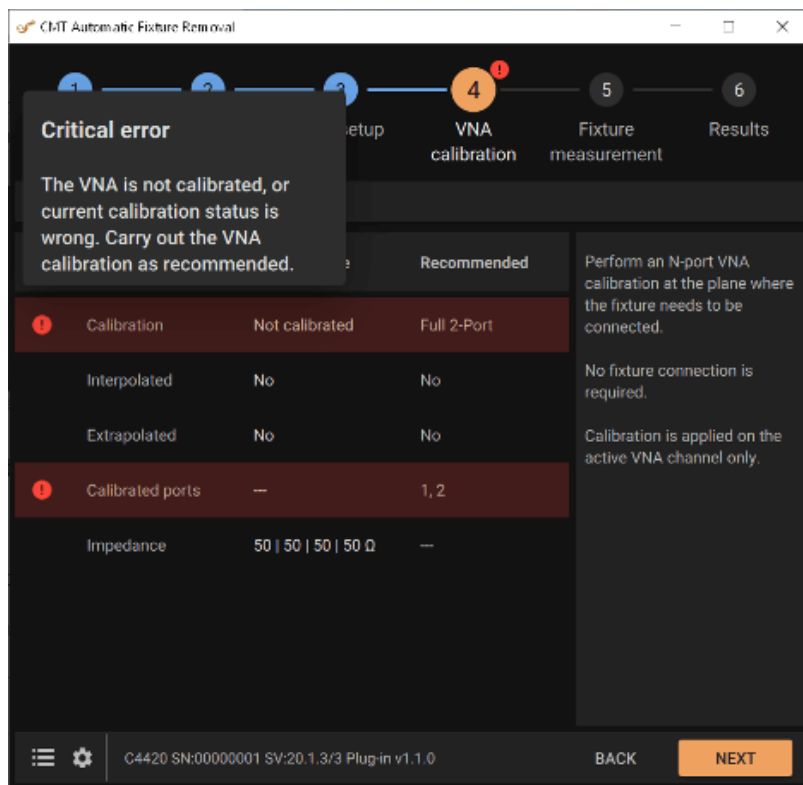 CMT Automatic Fixture Removal
1 2 3 4 ! 5 6
setup
VNA
calibration
Fixture
measurement
Results
Critical error
The VNA is not calibrated, or
current calibration status is
wrong. Carry out the VNA
calibration as recommended.
Recommended
! Calibration Not calibrated Full 2-Port
Interpolated No No
Extrapolated No No
! Calibrated ports --- 1, 2
Impedance 50 | 50 | 50 | 50 Ω ---
Perform an N-port VNA
calibration at the plane where
the fixture needs to be
connected.
No fixture connection is
required.
Calibration is applied on the
active VNA channel only.
C4420 SN:00000001 SV:20.1.3/3 Plug-in v1.1.0
BACK
NEXT